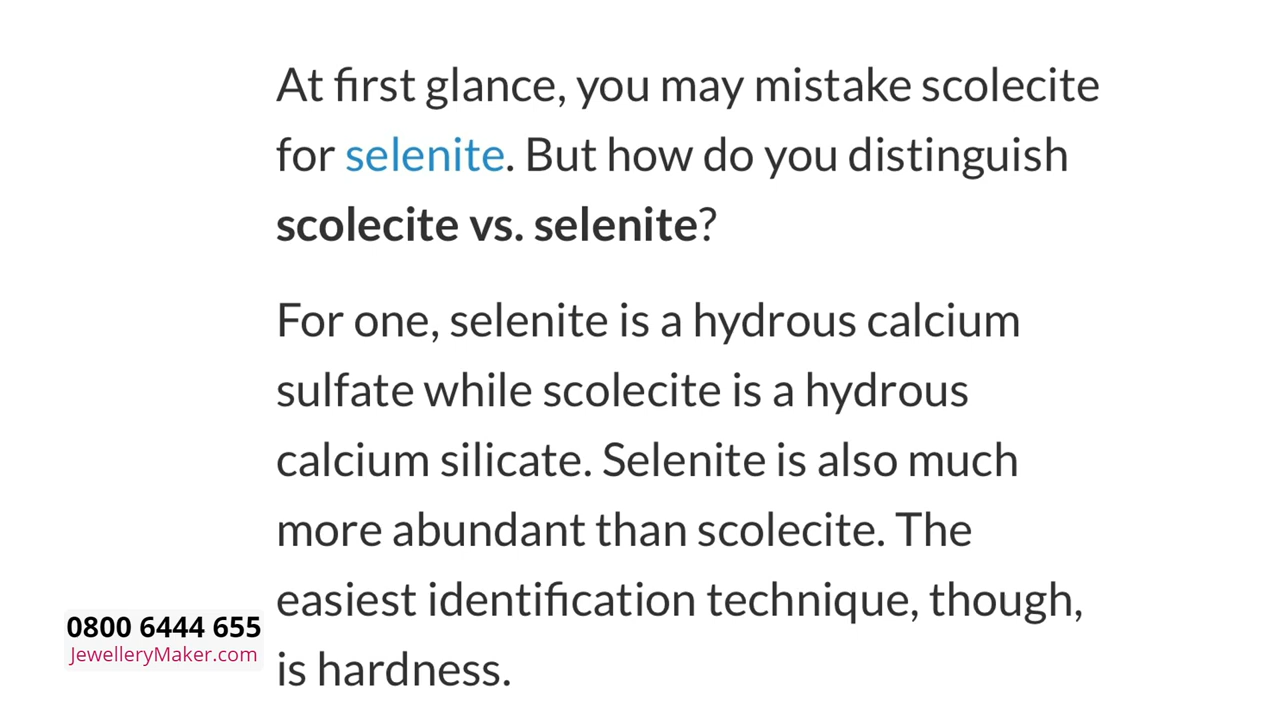 At first glance, you may mistake scolecite
for selenite. But how do you distinguish
scolecite vs. selenite?
For one, selenite is a hydrous calcium
sulfate while scolecite is a hydrous
calcium silicate. Selenite is also much
more abundant than scolecite. The
easiest identification technique, though,
is hardness.
0800 6444 655
JewelleryMaker.com